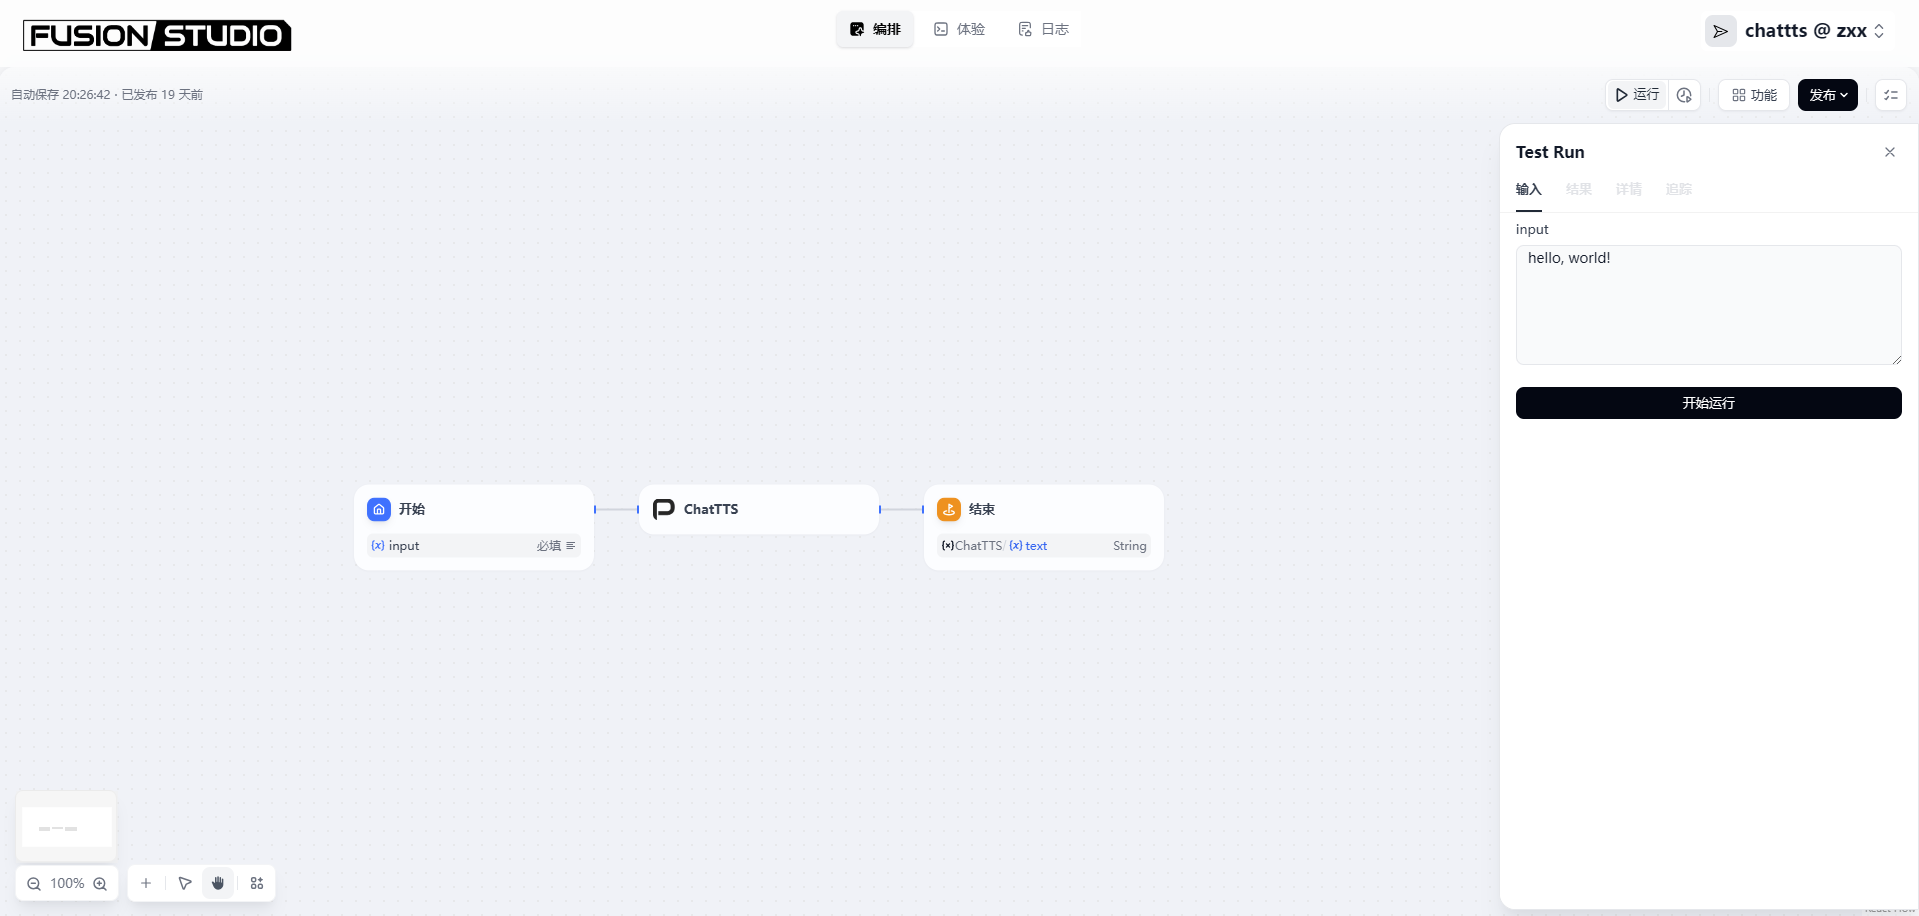 FUSION STUDIO
编排
体验
日志
chattts @ zxx
自动保存 20:26:42 · 已发布 19 天前
运行
功能
发布
Test Run
输入
结果
详情
追踪
input
hello, world!
开始运行
开始
{x} input
必填
ChatTTS
结束
{x}ChatTTS/ {x} text
String
100%